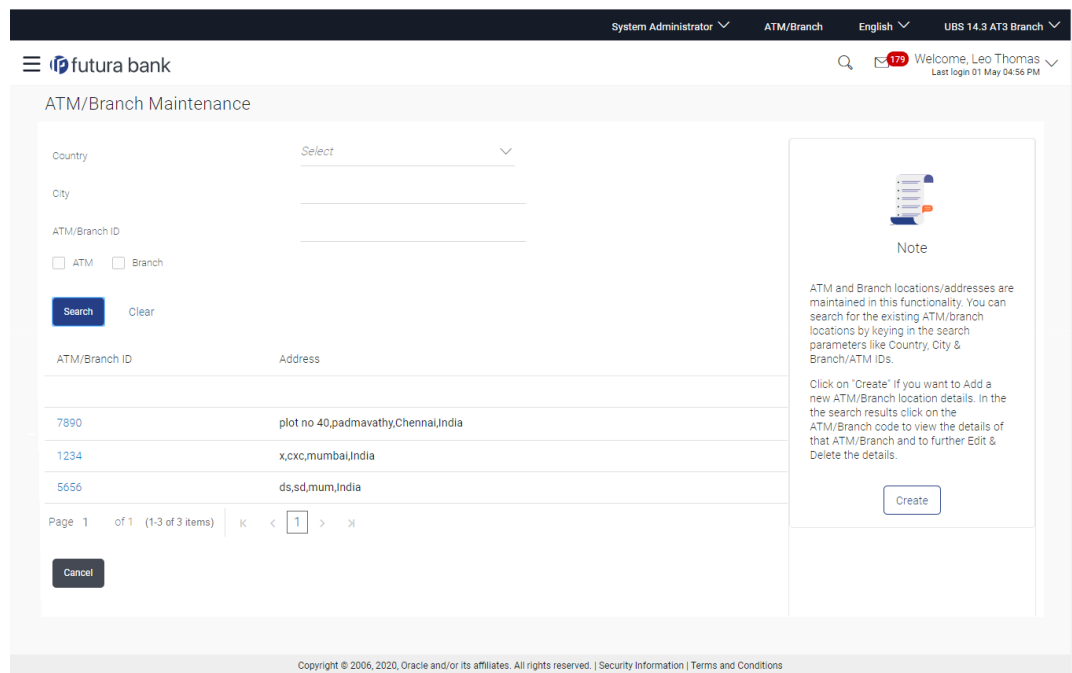 System Administrator ATM/Branch English UBS 14.3 AT3 Branch
futura bank
179
Welcome, Leo Thomas
Last login 01 May 04:56 PM
ATM/Branch Maintenance
Country Select
City
ATM/Branch ID
ATM Branch
Search Clear
ATM/Branch ID Address
7890 plot no 40,padmavathy,Chennai,India
1234 x,cxc,mumbai,India
5656 ds,sd,mum,India
Page 1 of 1 (1-3 of 3 items) 1
Cancel
Note
ATM and Branch locations/addresses are
maintained in this functionality. You can
search for the existing ATM/branch
locations by keying in the search
parameters like Country, City &
Branch/ATM IDs.
Click on "Create" If you want to Add a
new ATM/Branch location details. In the
the search results click on the
ATM/Branch code to view the details of
that ATM/Branch and to further Edit &
Delete the details.
Create
Copyright © 2006, 2020, Oracle and/or its affiliates. All rights reserved. | Security Information | Terms and Conditions